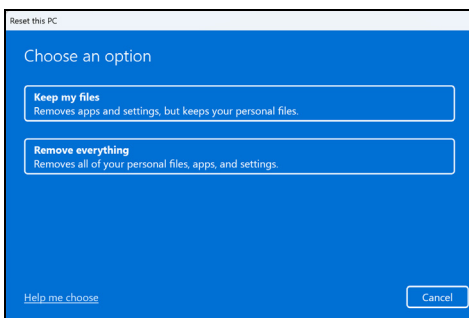 Reset this PC
Choose an option
Keep my files
Removes apps and settings, but keeps your personal files.
Remove everything
Removes all of your personal files, apps, and settings.
Help me choose
Cancel